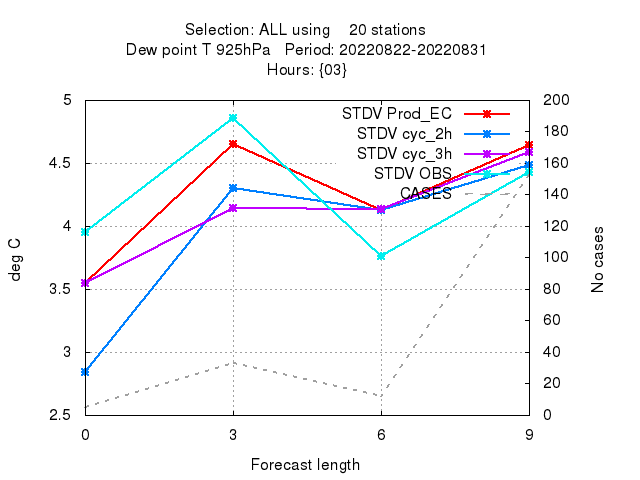 Selection: ALL using    20 stations
Dew point T 925hPa   Period: 20220822-20220831
Hours: {03}
STDV Prod_EC
STDV cyc_2h
STDV cyc_3h
STDV OBS
CASES
5
4.5
4
3.5
3
2.5
200
180
160
140
120
100
80
60
40
20
0
deg C
No cases
0 3 6 9
Forecast length